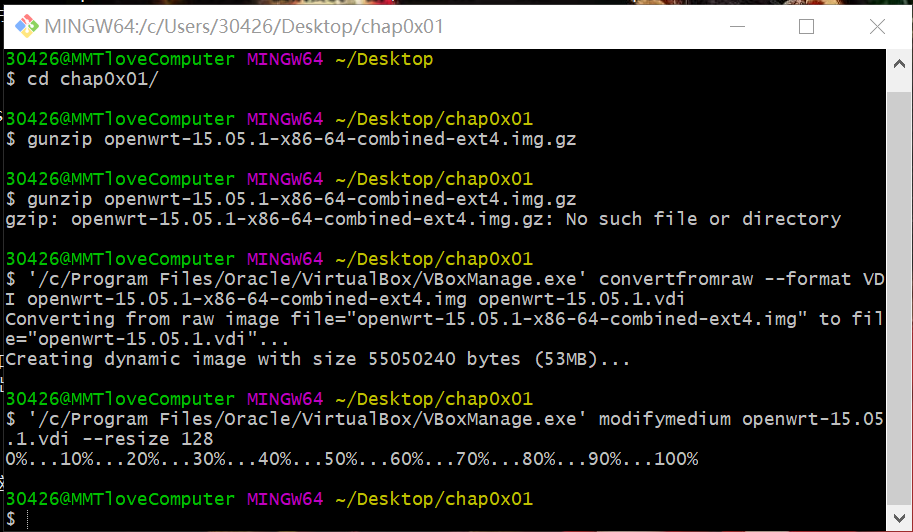 MINGW64:/c/Users/30426/Desktop/chap0x01
30426@MMTloveComputer MINGW64 ~/Desktop
$ cd chap0x01/
30426@MMTloveComputer MINGW64 ~/Desktop/chap0x01
$ gunzip openwrt-15.05.1-x86-64-combined-ext4.img.gz
30426@MMTloveComputer MINGW64 ~/Desktop/chap0x01
$ gunzip openwrt-15.05.1-x86-64-combined-ext4.img.gz
gzip: openwrt-15.05.1-x86-64-combined-ext4.img.gz: No such file or directory
30426@MMTloveComputer MINGW64 ~/Desktop/chap0x01
$ '/c/Program Files/Oracle/VirtualBox/VBoxManage.exe' convertfromraw --format VD
I openwrt-15.05.1-x86-64-combined-ext4.img openwrt-15.05.1.vdi
Converting from raw image file="openwrt-15.05.1-x86-64-combined-ext4.img" to fil
e="openwrt-15.05.1.vdi"...
Creating dynamic image with size 55050240 bytes (53MB)...
30426@MMTloveComputer MINGW64 ~/Desktop/chap0x01
$ '/c/Program Files/Oracle/VirtualBox/VBoxManage.exe' modifymedium openwrt-15.05
.1.vdi --resize 128
0%...10%...20%...30%...40%...50%...60%...70%...80%...90%...100%
30426@MMTloveComputer MINGW64 ~/Desktop/chap0x01
$